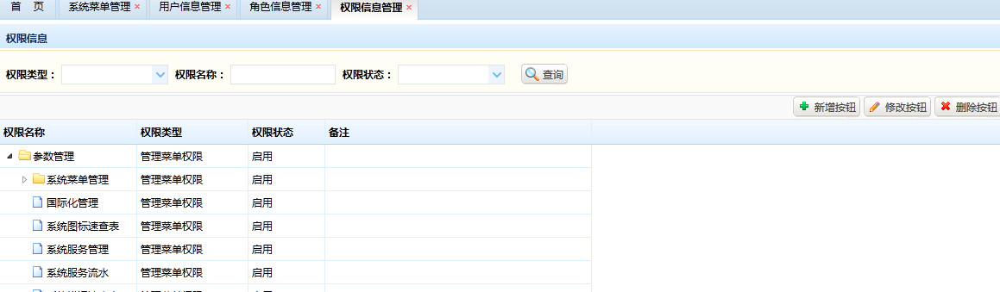 首 页 系统菜单管理 用户信息管理 角色信息管理 权限信息管理
权限信息
权限类型： 权限名称： 权限状态： 查询
新增按钮 修改按钮 删除按钮
权限名称 权限类型 权限状态 备注
参数管理 管理菜单权限 启用
系统菜单管理 管理菜单权限 启用
国际化管理 管理菜单权限 启用
系统图标速查表 管理菜单权限 启用
系统服务管理 管理菜单权限 启用
系统服务流水 管理菜单权限 启用